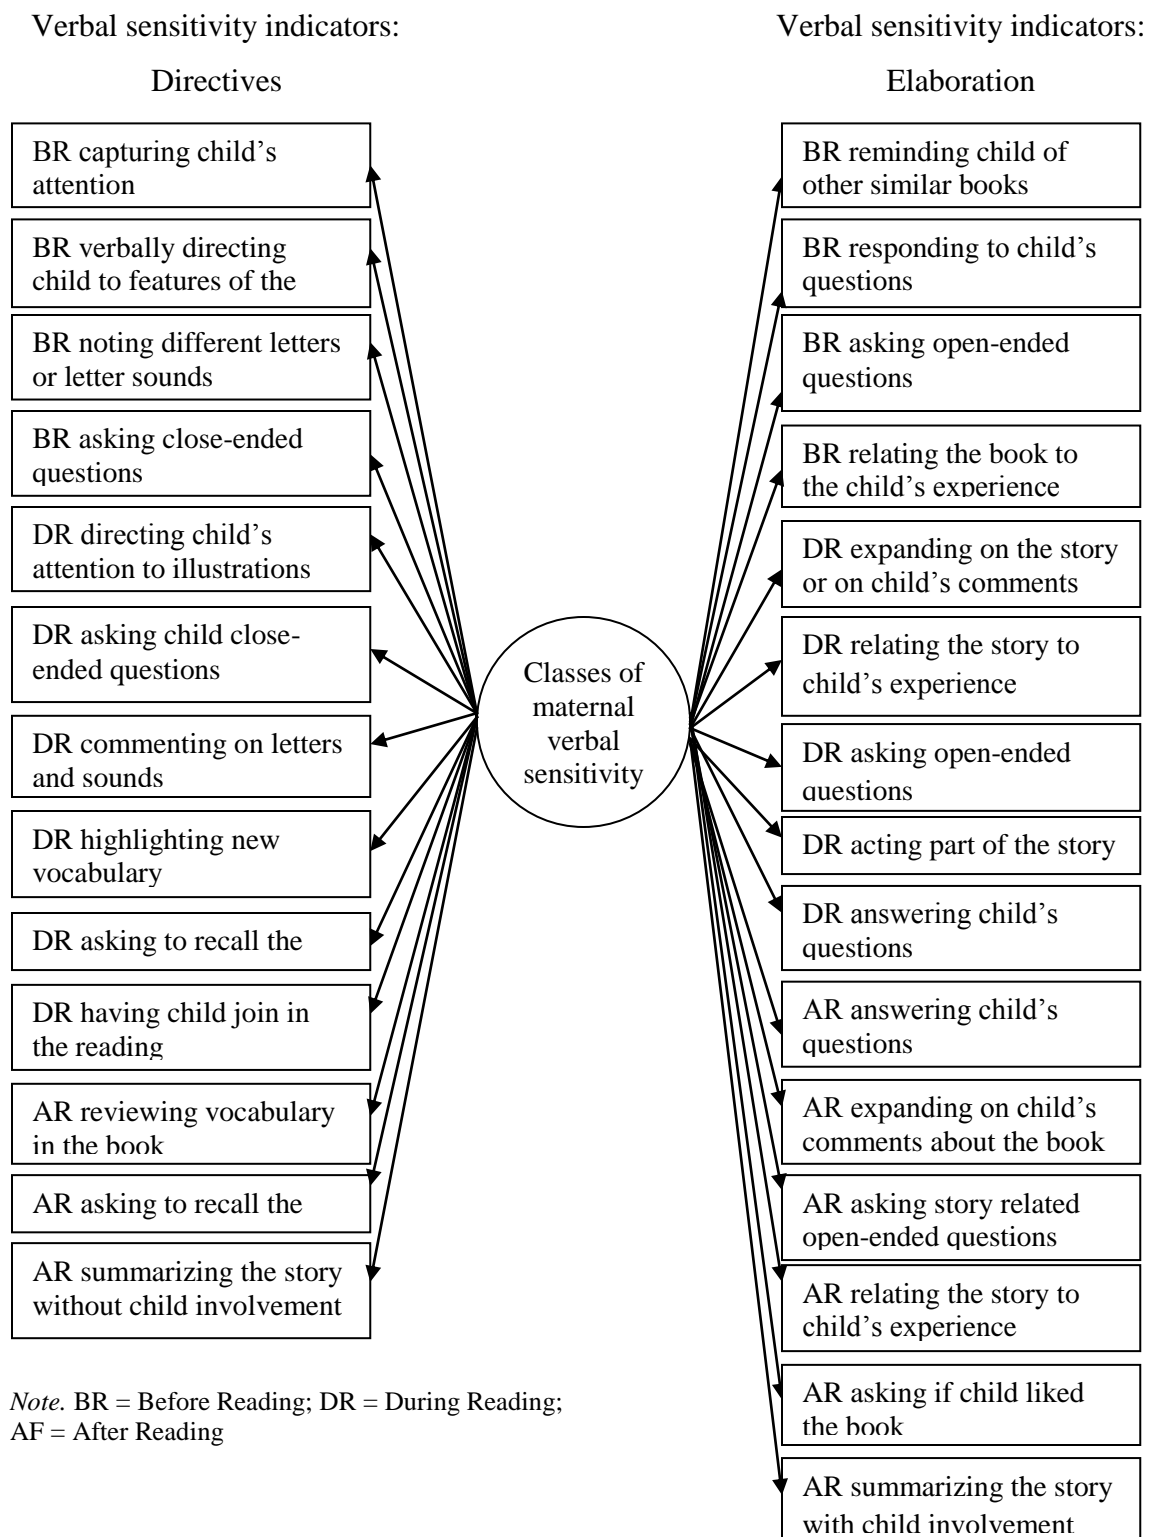 Verbal sensitivity indicators:
Directives
BR capturing child's
attention
BR verbally directing
child to features of the
BR noting different letters
or letter sounds
BR asking close-ended
questions
DR directing child's
attention to illustrations
DR asking child close-
ended questions
DR commenting on letters
and sounds
DR highlighting new
vocabulary
DR asking to recall the
DR having child join in
the reading
AR reviewing vocabulary
in the book
AR asking to recall the
AR summarizing the story
without child involvement
Classes of
maternal
verbal
sensitivity
Verbal sensitivity indicators:
Elaboration
BR reminding child of
other similar books
BR responding to child's
questions
BR asking open-ended
questions
BR relating the book to
the child's experience
DR expanding on the story
or on child's comments
DR relating the story to
child's experience
DR asking open-ended
questions
DR acting part of the story
DR answering child's
questions
AR answering child's
questions
AR expanding on child's
comments about the book
AR asking story related
open-ended questions
AR relating the story to
child's experience
AR asking if child liked
the book
AR summarizing the story
with child involvement
Note. BR = Before Reading; DR = During Reading;
AF = After Reading